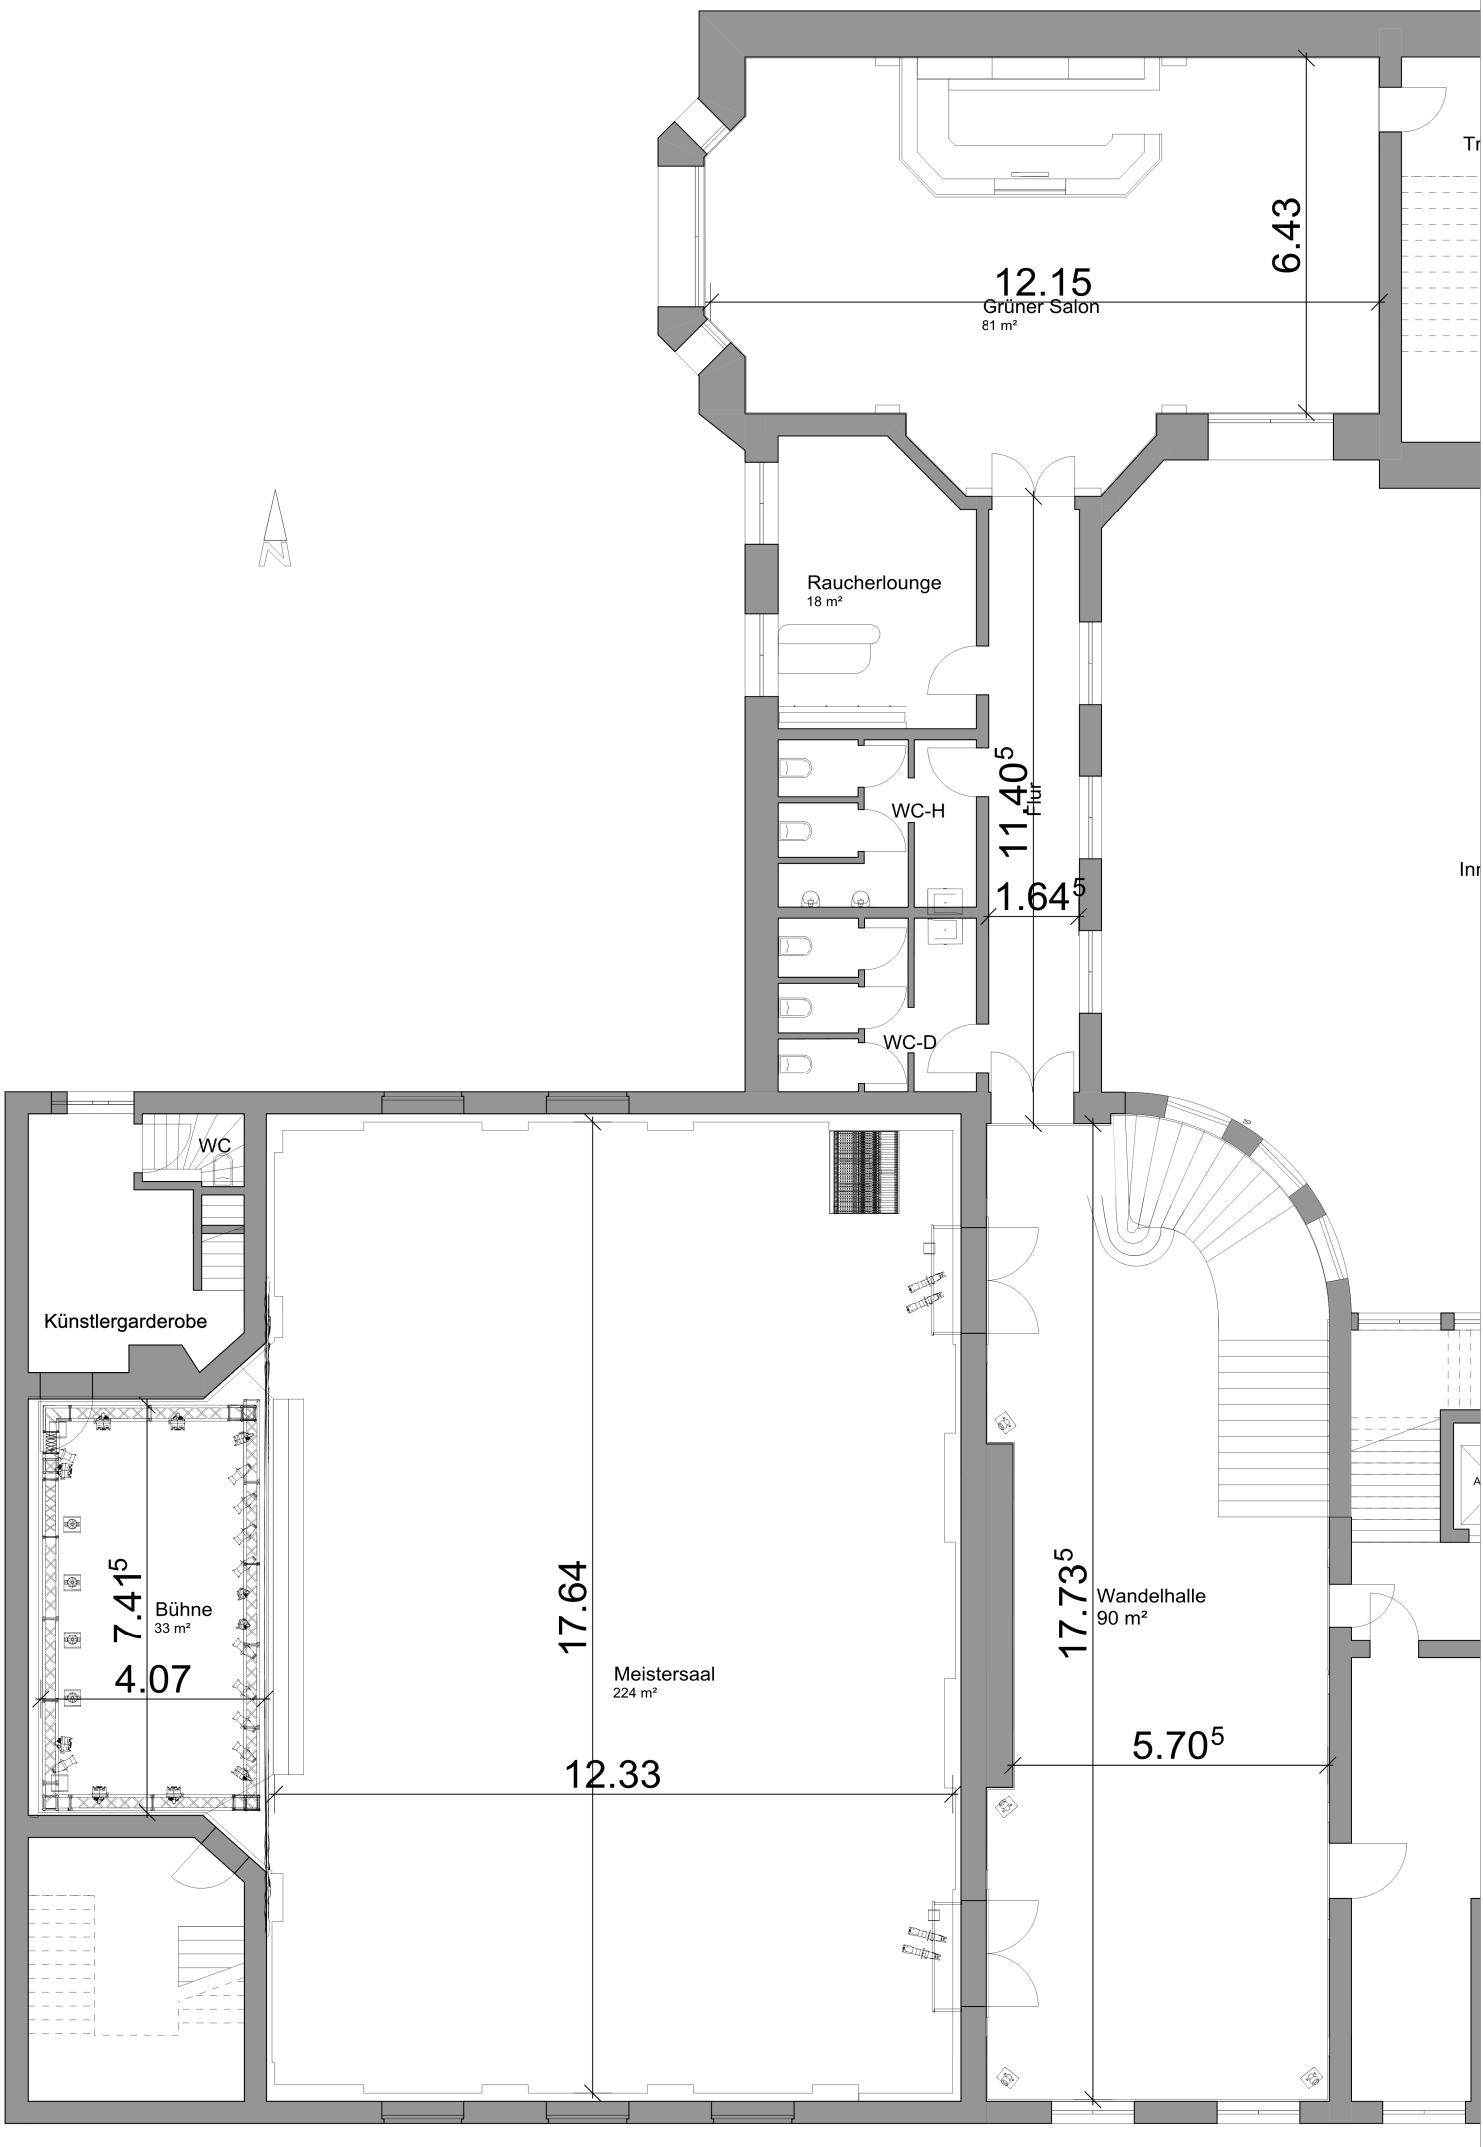 Tr
6.43
12.15
Grüner Salon
81 m²
N
Raucherlounge
18 m²
11.40⁵
Flur
WC-H
Inn
1.64⁵
WC-D
WC
Künstlergarderobe
A
7.41⁵
Bühne
33 m²
4.07
17.64
Meistersaal
224 m²
12.33
17.73⁵
Wandelhalle
90 m²
5.70⁵